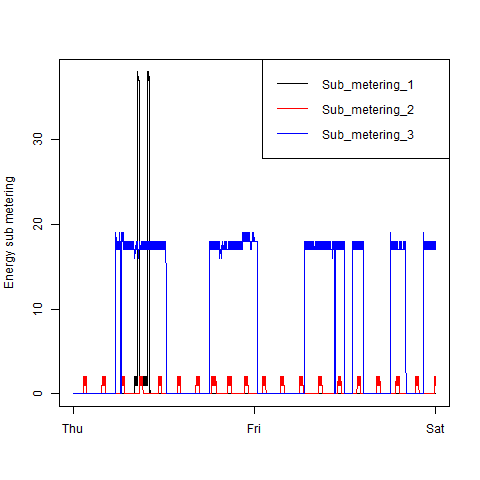 Sub_metering_1
Sub_metering_2
Sub_metering_3
Energy sub metering
30
20
10
0
Thu Fri Sat